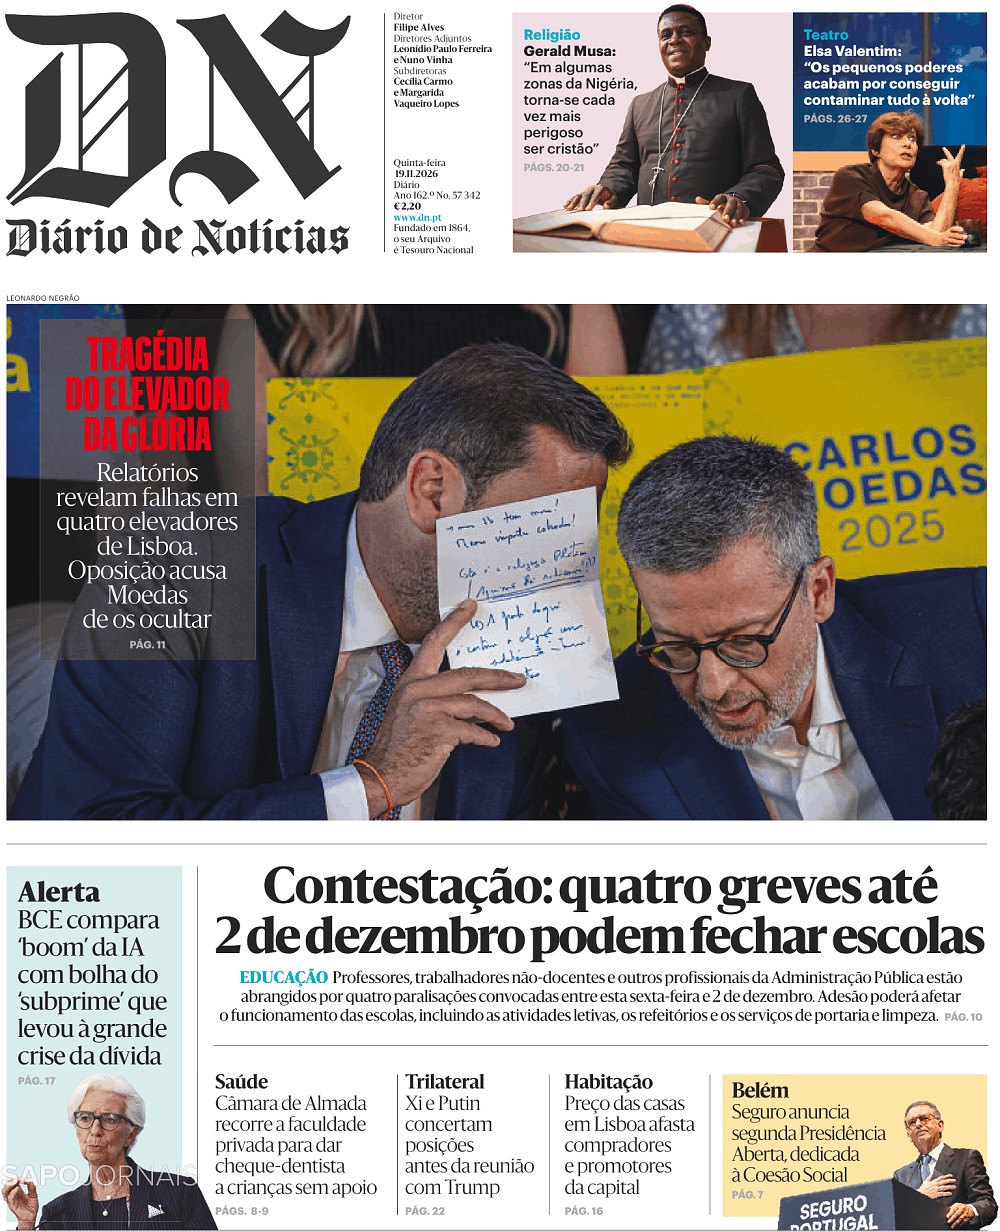 DN
Diário de Notícias
Diretor
Filipe Alves
Diretores Adjuntos
Leonídio Paulo Ferreira
e Nuno Vinha
Subdiretoras
Cecília Carmo
e Margarida
Vaqueiro Lopes
Quinta-feira
19.11.2026
Diário
Ano 162.º No. 57 342
€ 2,20
www.dn.pt
Fundado em 1864,
o seu Arquivo
é Tesouro Nacional
Religião
Gerald Musa:
“Em algumas
zonas da Nigéria,
torna-se cada
vez mais
perigoso
ser cristão”
PÁGS. 20-21
Teatro
Elsa Valentim:
“Os pequenos poderes
acabam por conseguir
contaminar tudo à volta”
PÁGS. 26-27
LEONARDO NEGRÃO
TRAGÉDIA
DO ELEVADOR
DA GLÓRIA
Relatórios
revelam falhas em
quatro elevadores
de Lisboa.
Oposição acusa
Moedas
de os ocultar
PÁG. 11
CARLOS
MOEDAS
2025
Alerta
BCE compara
‘boom’ da IA
com bolha do
‘subprime’ que
levou à grande
crise da dívida
PÁG. 17
Contestação: quatro greves até
2 de dezembro podem fechar escolas
EDUCAÇÃO Professores, trabalhadores não-docentes e outros profissionais da Administração Pública estão
abrangidos por quatro paralisações convocadas entre esta sexta-feira e 2 de dezembro. Adesão poderá afetar
o funcionamento das escolas, incluindo as atividades letivas, os refeitórios e os serviços de portaria e limpeza. PÁG. 10
Saúde
Câmara de Almada
recorre a faculdade
privada para dar
cheque-dentista
a crianças sem apoio
PÁGS. 8-9
Trilateral
Xi e Putin
concertam
posições
antes da reunião
com Trump
PÁG. 22
Habitação
Preço das casas
em Lisboa afasta
compradores
e promotores
da capital
PÁG. 16
Belém
Seguro anuncia
segunda Presidência
Aberta, dedicada
à Coesão Social
PÁG. 7
SEGURO
PORTUGAL
SAPOJORNAIS